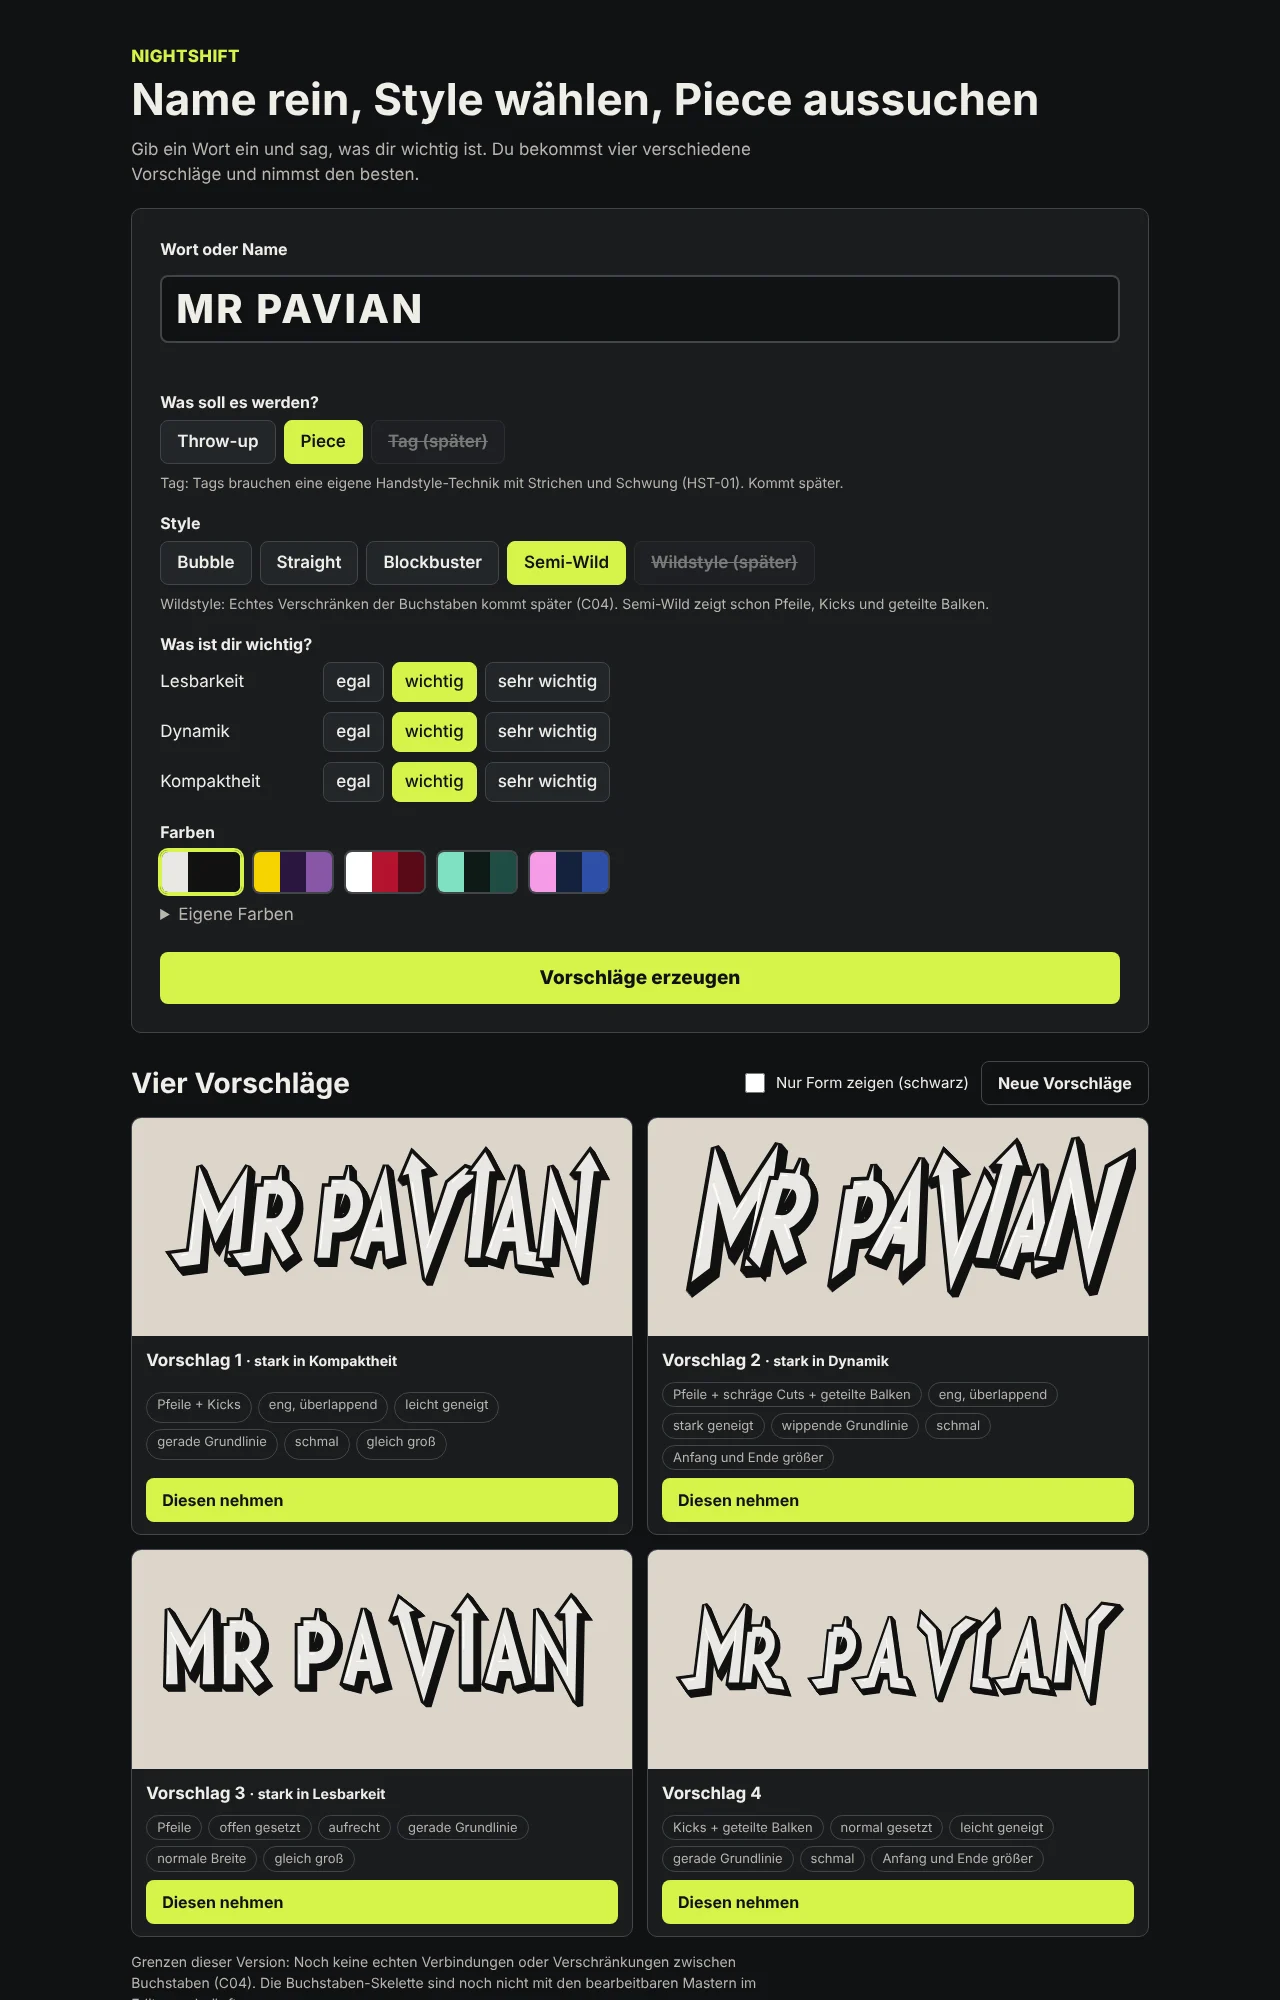 NIGHTSHIFT
Name rein, Style wählen, Piece aussuchen
Gib ein Wort ein und sag, was dir wichtig ist. Du bekommst vier verschiedene
Vorschläge und nimmst den besten.
Wort oder Name
MR PAVIAN
Was soll es werden?
Throw-up Piece Tag (später)
Tag: Tags brauchen eine eigene Handstyle-Technik mit Strichen und Schwung (HST-01). Kommt später.
Style
Bubble Straight Blockbuster Semi-Wild Wildstyle (später)
Wildstyle: Echtes Verschränken der Buchstaben kommt später (C04). Semi-Wild zeigt schon Pfeile, Kicks und geteilte Balken.
Was ist dir wichtig?
Lesbarkeit egal wichtig sehr wichtig
Dynamik egal wichtig sehr wichtig
Kompaktheit egal wichtig sehr wichtig
Farben
Eigene Farben
Vorschläge erzeugen
Vier Vorschläge
Nur Form zeigen (schwarz) Neue Vorschläge
MR PAVIAN
Vorschlag 1 · stark in Kompaktheit
Pfeile + Kicks eng, überlappend leicht geneigt
gerade Grundlinie schmal gleich groß
Diesen nehmen
MR PAVIAN
Vorschlag 2 · stark in Dynamik
Pfeile + schräge Cuts + geteilte Balken eng, überlappend
stark geneigt wippende Grundlinie schmal
Anfang und Ende größer
Diesen nehmen
MR PAVIAN
Vorschlag 3 · stark in Lesbarkeit
Pfeile offen gesetzt aufrecht gerade Grundlinie
normale Breite gleich groß
Diesen nehmen
MR PAVIAN
Vorschlag 4
Kicks + geteilte Balken normal gesetzt leicht geneigt
gerade Grundlinie schmal Anfang und Ende größer
Diesen nehmen
Grenzen dieser Version: Noch keine echten Verbindungen oder Verschränkungen zwischen
Buchstaben (C04). Die Buchstaben-Skelette sind noch nicht mit den bearbeitbaren Mastern im